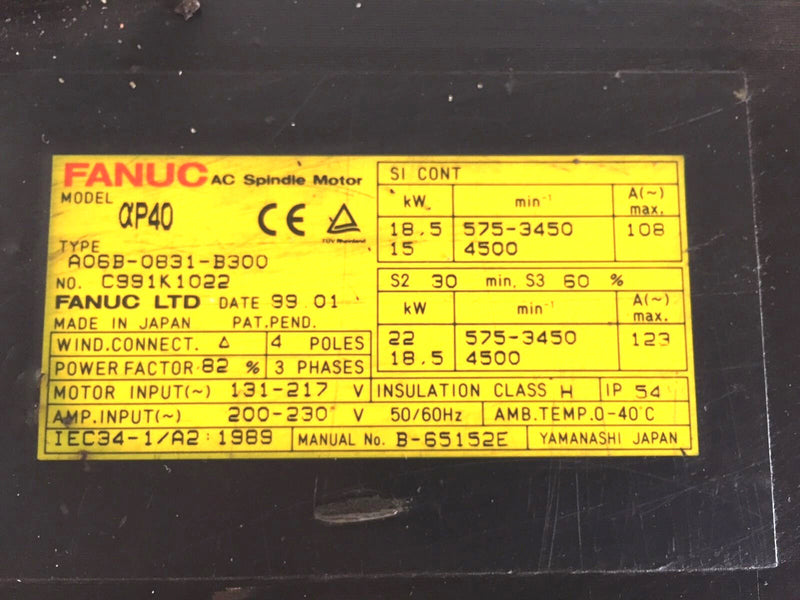 FANUC AC Spindle Motor
MODEL
αP40
CE
TÜV Rheinland
TYPE
A06B-0831-B300
NO. C991K1022
FANUC LTD DATE 99.01
MADE IN JAPAN PAT.PEND.
WIND.CONNECT. Δ 4 POLES
POWER FACTOR 82 % 3 PHASES
S1 CONT
kW min⁻¹ A(~) max.
18.5 575-3450 108
15 4500
S2 30 min, S3 60 %
kW min⁻¹ A(~) max.
22 575-3450 123
18.5 4500
MOTOR INPUT(~) 131-217 V INSULATION CLASS H IP 54
AMP.INPUT(~) 200-230 V 50/60Hz AMB.TEMP.0-40°C
IEC34-1/A2:1989 MANUAL No. B-65152E YAMANASHI JAPAN